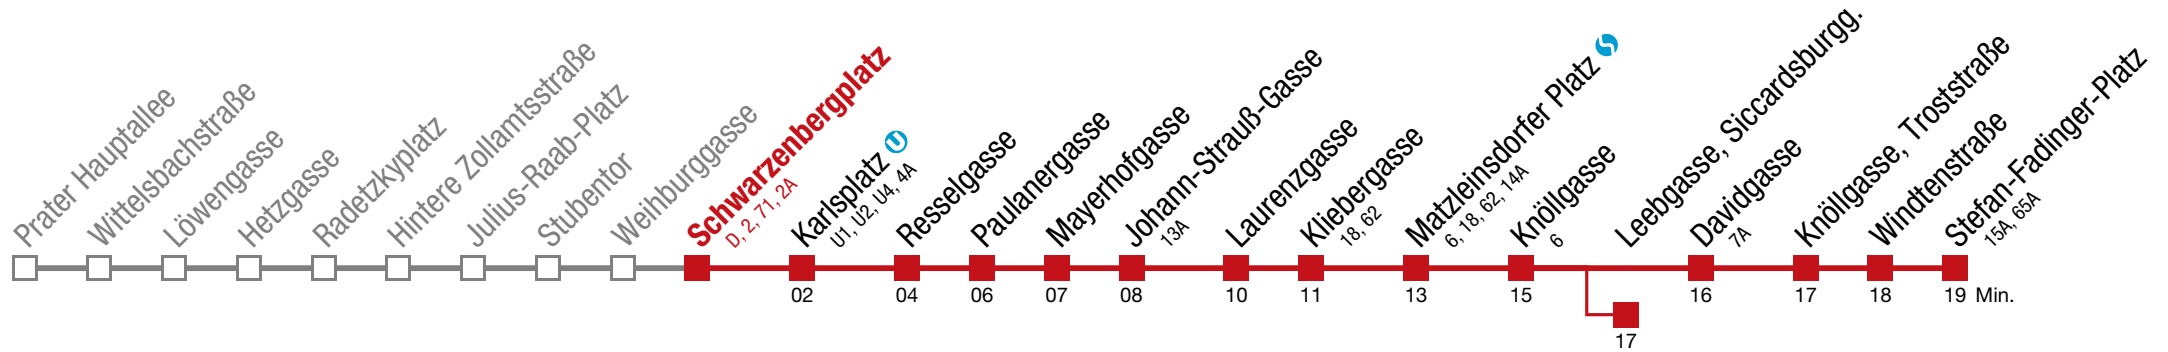 Prater Hauptallee
Wittelsbachstraße
Löwengasse
Hetzgasse
Radetzkyplatz
Hintere Zollamtsstraße
Julius-Raab-Platz
Stubentor
Weihburggasse
Schwarzenbergplatz
D, 2, 71, 2A
Karlsplatz U
U1, U2, U4, 4A
Resselgasse
Paulanergasse
Mayerhofgasse
Johann-Strauß-Gasse
13A
Laurenzgasse
Kliebergasse
18, 62
Matzleinsdorfer Platz
6, 18, 62, 14A
Knöllgasse
6
Leebgasse, Siccardsburgg.
Davidgasse
7A
Knöllgasse, Troststraße
Windtenstraße
Stefan-Fadinger-Platz
15A, 65A
02 04 06 07 08 10 11 13 15 16 17 18 19 Min.
17